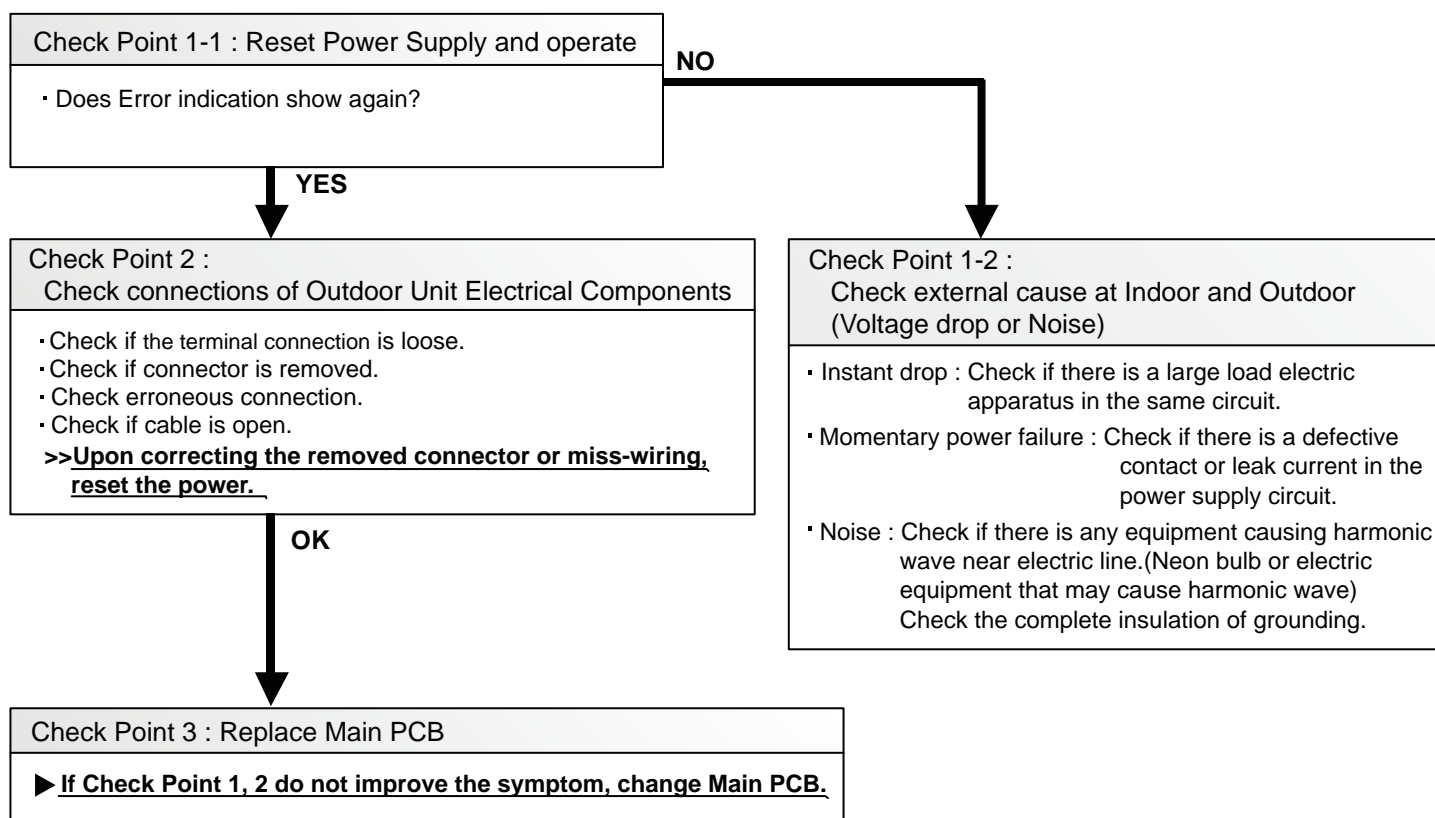 Check Point 1-1 : Reset Power Supply and operate
· Does Error indication show again?
NO
YES
Check Point 2 :
Check connections of Outdoor Unit Electrical Components
· Check if the terminal connection is loose.
· Check if connector is removed.
· Check erroneous connection.
· Check if cable is open.
>>Upon correcting the removed connector or miss-wiring,
reset the power.
OK
Check Point 1-2 :
Check external cause at Indoor and Outdoor
(Voltage drop or Noise)
· Instant drop : Check if there is a large load electric
apparatus in the same circuit.
· Momentary power failure : Check if there is a defective
contact or leak current in the
power supply circuit.
· Noise : Check if there is any equipment causing harmonic
wave near electric line.(Neon bulb or electric
equipment that may cause harmonic wave)
Check the complete insulation of grounding.
Check Point 3 : Replace Main PCB
▶ If Check Point 1, 2 do not improve the symptom, change Main PCB.